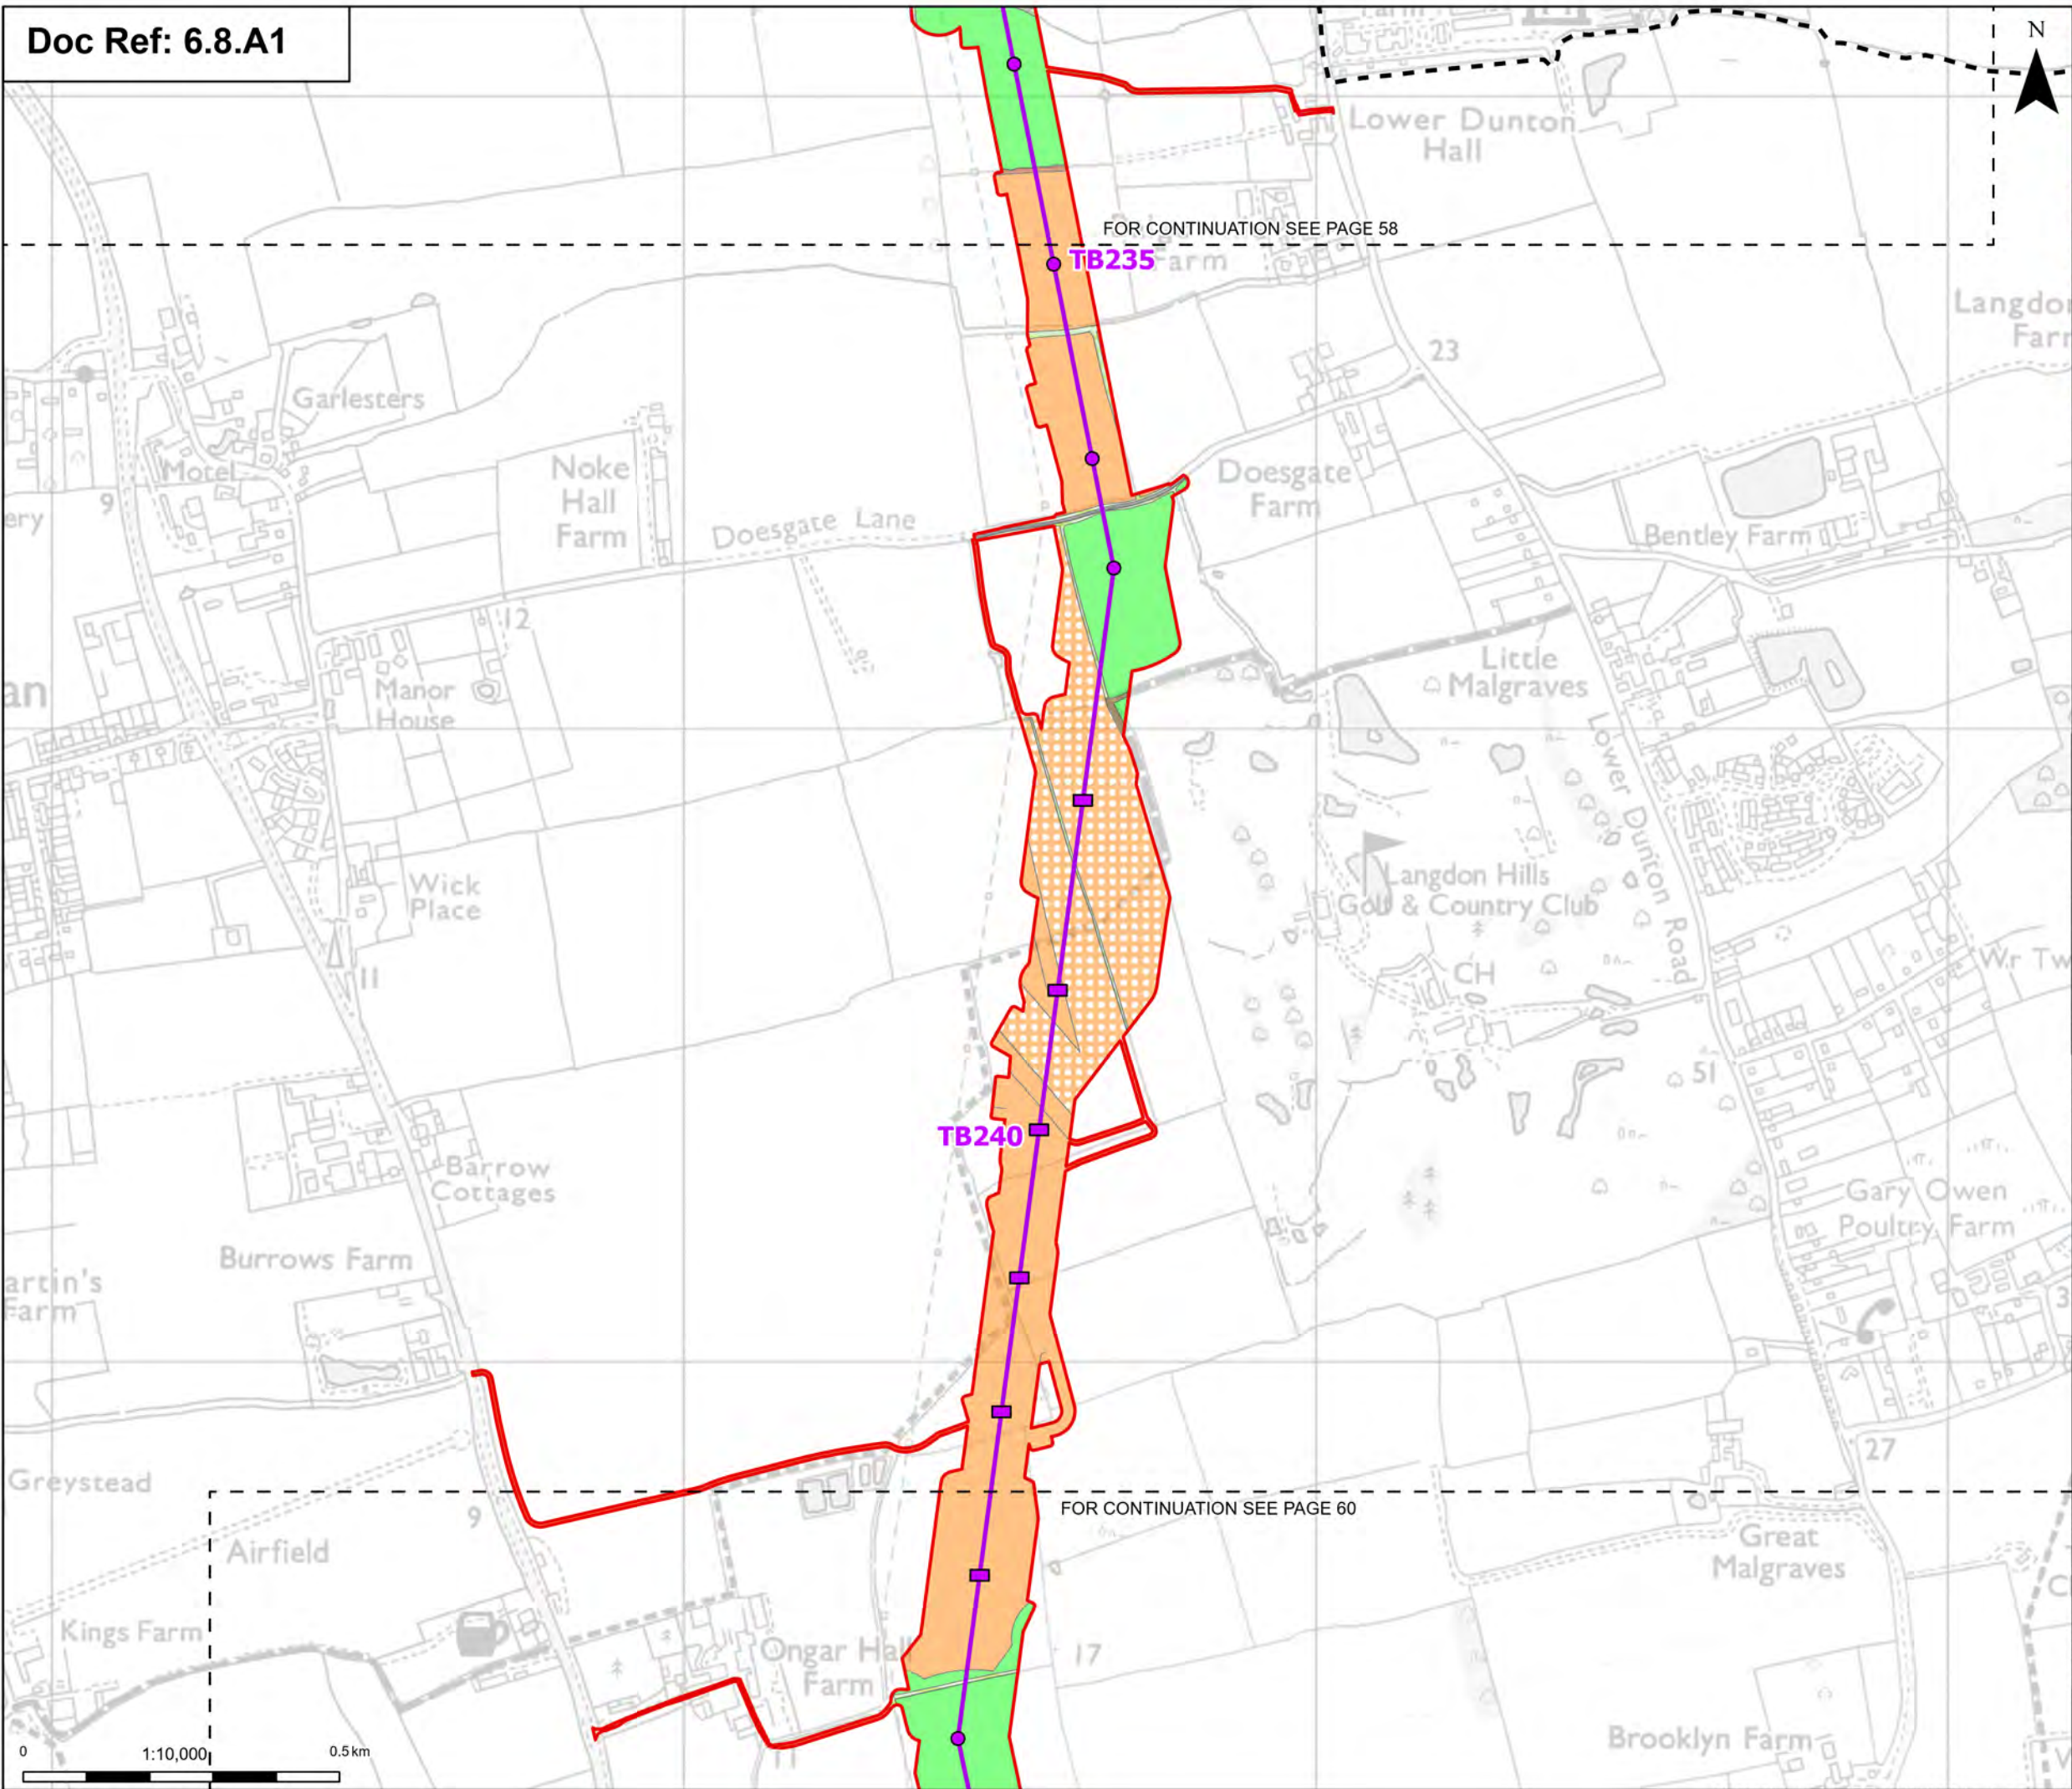 Doc Ref: 6.8.A1
N
Lower Dunton
Hall
FOR CONTINUATION SEE PAGE 58
TB235
Farm
23
Garlesters
Motel
9
Noke
Hall
Farm
Doesgate Lane
Doesgate
Farm
Bentley Farm
12
Manor
House
Little
Malgraves
Lower Dunton Road
Wick
Place
11
Langdon Hills
Golf & Country Club
CH
51
TB240
Barrow
Cottages
Burrows Farm
Gary Owen
Poultry Farm
Greystead
27
9
FOR CONTINUATION SEE PAGE 60
Airfield
Great
Malgraves
Kings Farm
Ongar Hall
Farm
17
11
Brooklyn Farm
0
1:10,000
0.5 km